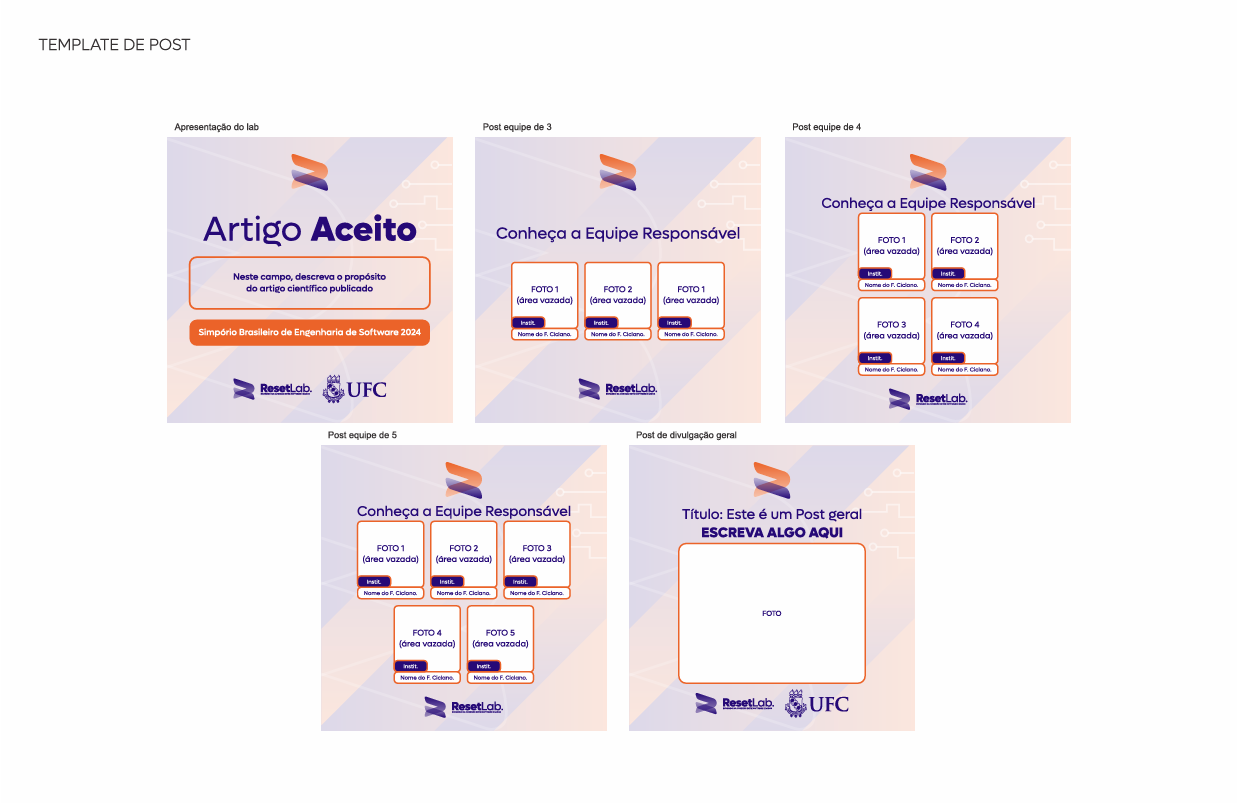 TEMPLATE DE POST
Apresentação do lab
Artigo Aceito
Neste campo, descreva o propósito
do artigo científico publicado
Simpório Brasileiro de Engenharia de Software 2024
ResetLab.
UFC
Post equipe de 3
Conheça a Equipe Responsável
FOTO 1
(área vazada)
Instit.
Nome do F. Ciclano.
FOTO 2
(área vazada)
Instit.
Nome do F. Ciclano.
FOTO 1
(área vazada)
Instit.
Nome do F. Ciclano.
ResetLab.
Post equipe de 4
Conheça a Equipe Responsável
FOTO 1
(área vazada)
Instit.
Nome do F. Ciclano.
FOTO 2
(área vazada)
Instit.
Nome do F. Ciclano.
FOTO 3
(área vazada)
Instit.
Nome do F. Ciclano.
FOTO 4
(área vazada)
Instit.
Nome do F. Ciclano.
ResetLab.
Post equipe de 5
Conheça a Equipe Responsável
FOTO 1
(área vazada)
Instit.
Nome do F. Ciclano.
FOTO 2
(área vazada)
Instit.
Nome do F. Ciclano.
FOTO 3
(área vazada)
Instit.
Nome do F. Ciclano.
FOTO 4
(área vazada)
Instit.
Nome do F. Ciclano.
FOTO 5
(área vazada)
Instit.
Nome do F. Ciclano.
ResetLab.
Post de divulgação geral
Título: Este é um Post geral
ESCREVA ALGO AQUI
FOTO
ResetLab.
UFC